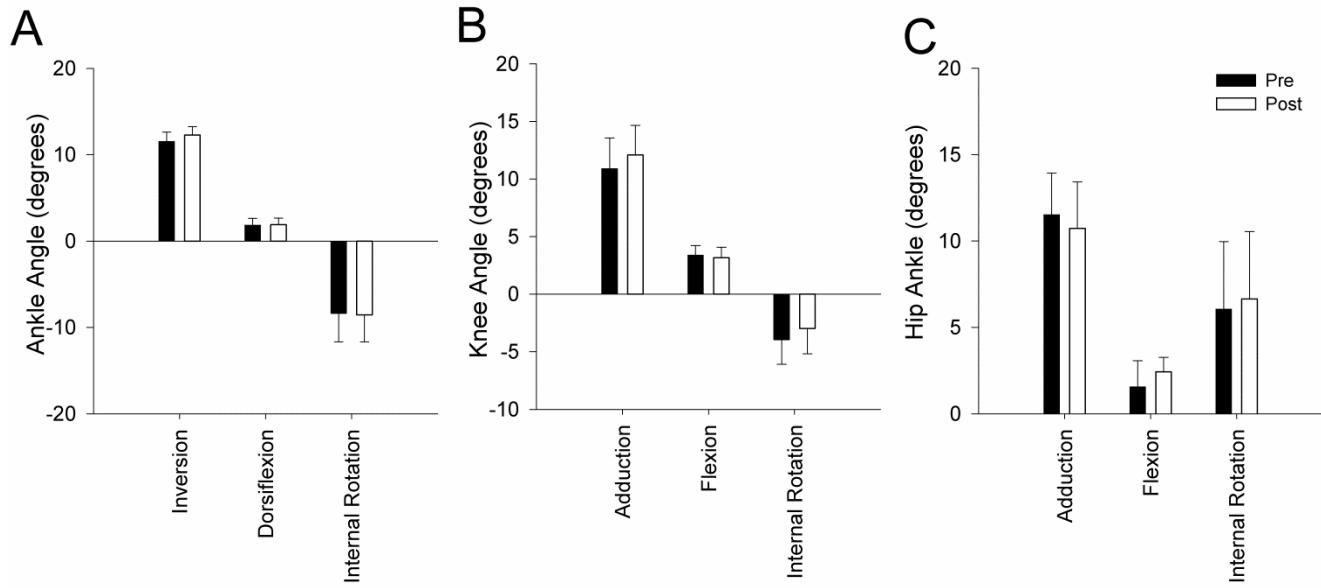 A
Ankle Angle (degrees)
20
10
0
-10
-20
Inversion
Dorsiflexion
Internal Rotation
B
Knee Angle (degrees)
20
15
10
5
0
-5
-10
Adduction
Flexion
Internal Rotation
C
Hip Ankle (degrees)
20
15
10
5
0
Adduction
Flexion
Internal Rotation
Pre
Post